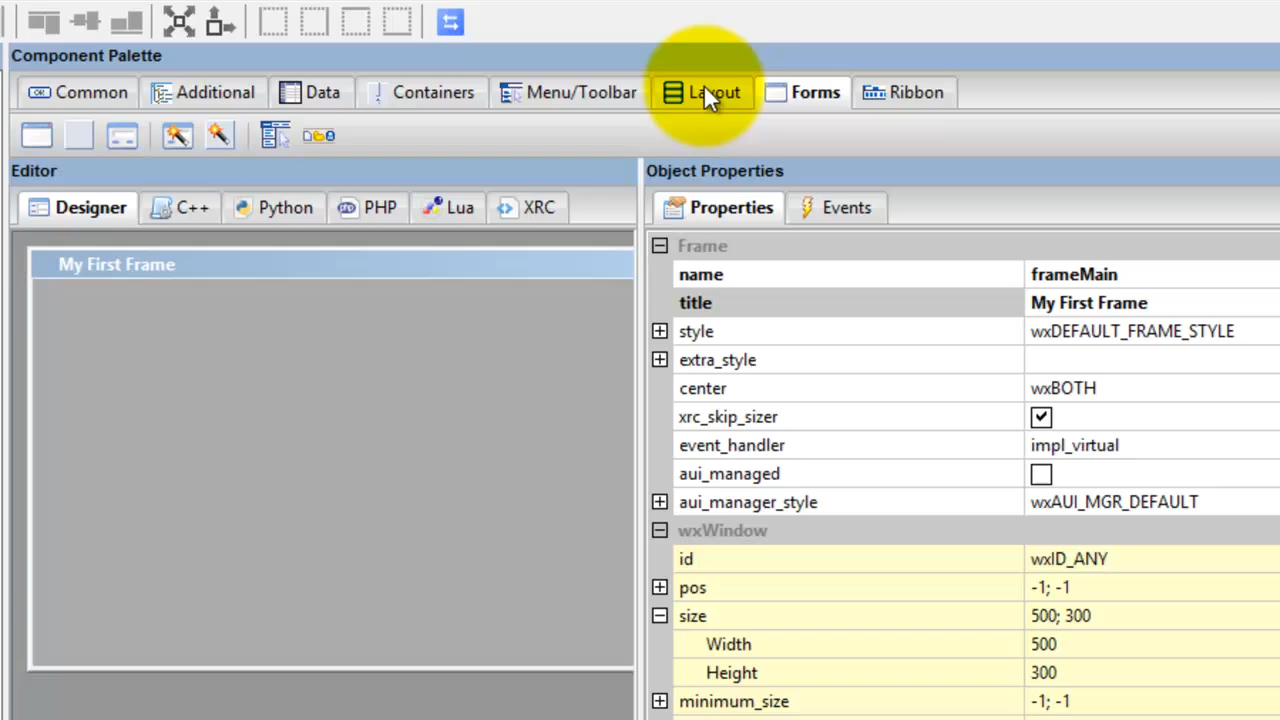 Component Palette
Common Additional Data Containers Menu/Toolbar Layout Forms Ribbon
Editor
Object Properties
Designer C++ Python PHP Lua XRC
Properties Events
My First Frame
Frame
name frameMain
title My First Frame
style wxDEFAULT_FRAME_STYLE
extra_style
center wxBOTH
xrc_skip_sizer
event_handler impl_virtual
aui_managed
aui_manager_style wxAUI_MGR_DEFAULT
wxWindow
id wxID_ANY
pos -1; -1
size 500; 300
Width 500
Height 300
minimum_size -1; -1